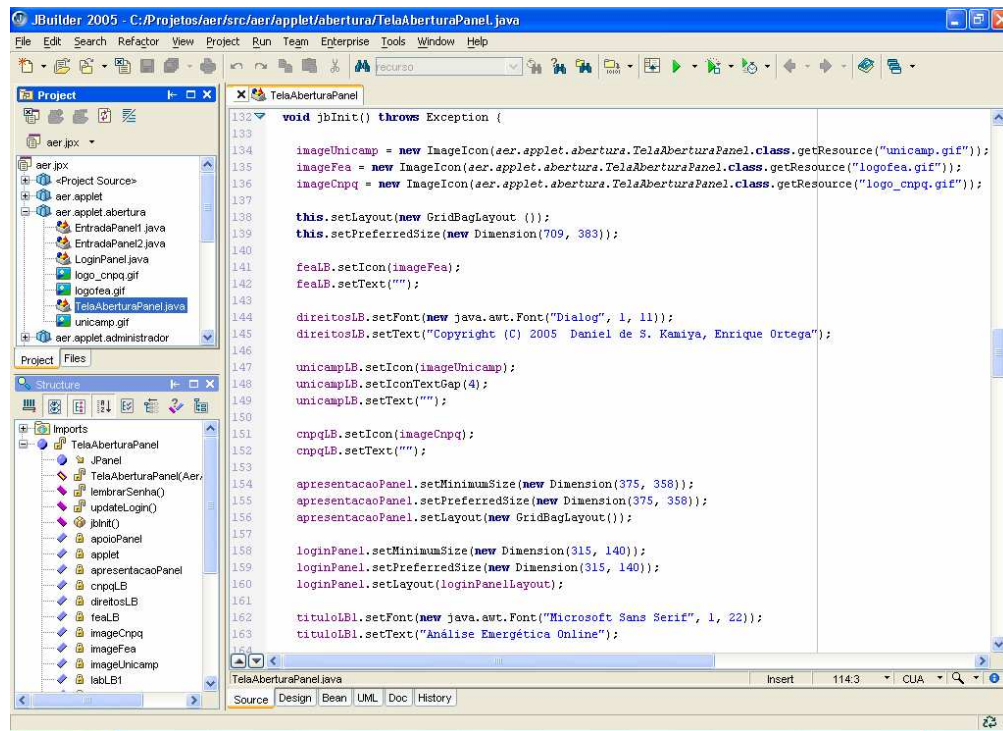 JBuilder 2005 - C:/Projetos/aer/src/aer/applet/abertura/TelaAberturaPanel.java
File Edit Search Refactor View Project Run Team Enterprise Tools Window Help
recurso
Project
aer.jpx
aer.jpx
<Project Source>
aer.applet
aer.applet.abertura
EntradaPanel1.java
EntradaPanel2.java
LoginPanel.java
logo_cnpq.gif
logofea.gif
TelaAberturaPanel.java
unicamp.gif
aer.applet.administrador
Project Files
Structure
Imports
TelaAberturaPanel
JPanel
TelaAberturaPanel(Aer
lembrarSenha()
updateLogin()
jbInit()
apoioPanel
applet
apresentacaoPanel
cnpqLB
direitosLB
feaLB
imageCnpq
imageFea
imageUnicamp
labLB1
TelaAberturaPanel
132 void jbInit() throws Exception {
133
134 imageUnicamp = new ImageIcon(aer.applet.abertura.TelaAberturaPanel.class.getResource("unicamp.gif"));
135 imageFea = new ImageIcon(aer.applet.abertura.TelaAberturaPanel.class.getResource("logofea.gif"));
136 imageCnpq = new ImageIcon(aer.applet.abertura.TelaAberturaPanel.class.getResource("logo_cnpq.gif"));
137
138 this.setLayout(new GridBagLayout ());
139 this.setPreferredSize(new Dimension(709, 383));
140
141 feaLB.setIcon(imageFea);
142 feaLB.setText("");
143
144 direitosLB.setFont(new java.awt.Font("Dialog", 1, 11));
145 direitosLB.setText("Copyright (C) 2005  Daniel de S. Kamiya, Enrique Ortega");
146
147 unicampLB.setIcon(imageUnicamp);
148 unicampLB.setIconTextGap(4);
149 unicampLB.setText("");
150
151 cnpqLB.setIcon(imageCnpq);
152 cnpqLB.setText("");
153
154 apresentacaoPanel.setMinimumSize(new Dimension(375, 358));
155 apresentacaoPanel.setPreferredSize(new Dimension(375, 358));
156 apresentacaoPanel.setLayout(new GridBagLayout());
157
158 loginPanel.setMinimumSize(new Dimension(315, 140));
159 loginPanel.setPreferredSize(new Dimension(315, 140));
160 loginPanel.setLayout(loginPanelLayout);
161
162 tituloLB1.setFont(new java.awt.Font("Microsoft Sans Serif", 1, 22));
163 tituloLB1.setText("Análise Emergética Online");
164
TelaAberturaPanel.java Insert 114:3 CUA
Source Design Bean UML Doc History